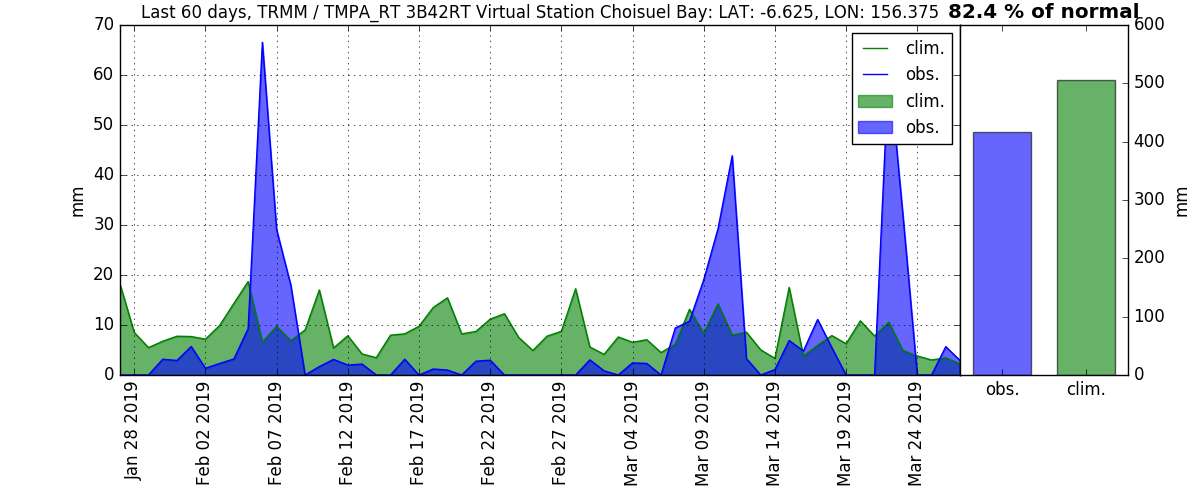 Last 60 days, TRMM / TMPA_RT 3B42RT Virtual Station Choisuel Bay: LAT: -6.625, LON: 156.375 82.4 % of normal
70
60
50
40
30
20
10
0
mm
clim.
obs.
clim.
obs.
Jan 28 2019
Feb 02 2019
Feb 07 2019
Feb 12 2019
Feb 17 2019
Feb 22 2019
Feb 27 2019
Mar 04 2019
Mar 09 2019
Mar 14 2019
Mar 19 2019
Mar 24 2019
600
500
400
300
200
100
0
mm
obs.
clim.